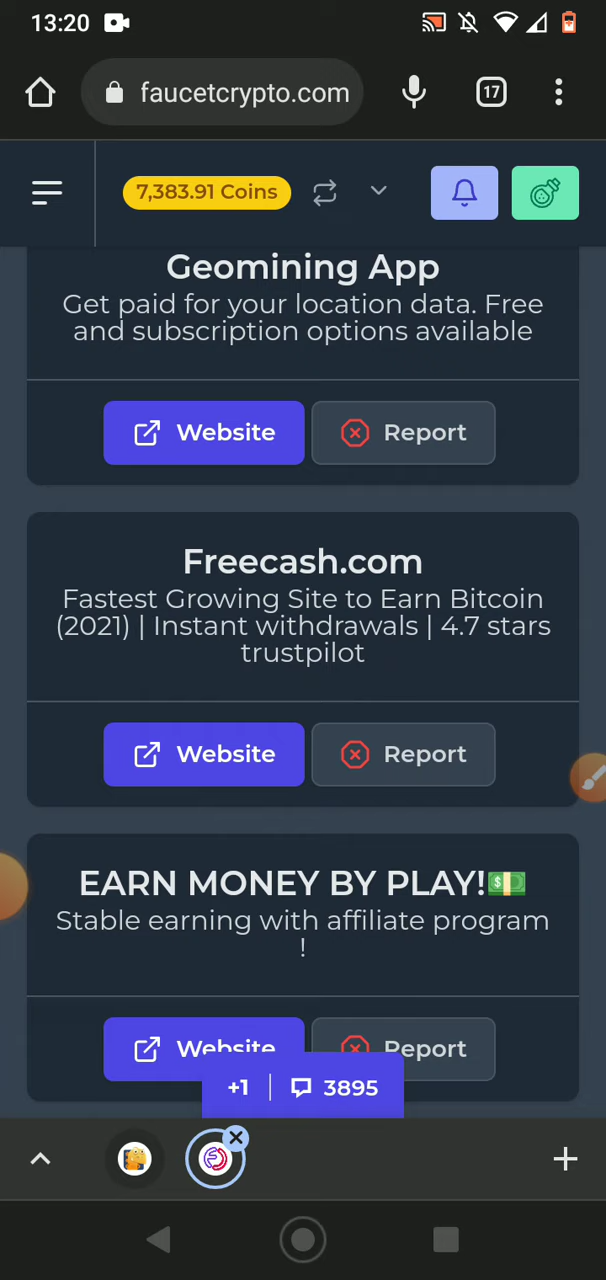 13:20
faucetcrypto.com
17
7,383.91 Coins
Geomining App
Get paid for your location data. Free
and subscription options available
Website
Report
Freecash.com
Fastest Growing Site to Earn Bitcoin
(2021) | Instant withdrawals | 4.7 stars
trustpilot
Website
Report
EARN MONEY BY PLAY!💵
Stable earning with affiliate program
!
Website
Report
+1
3895